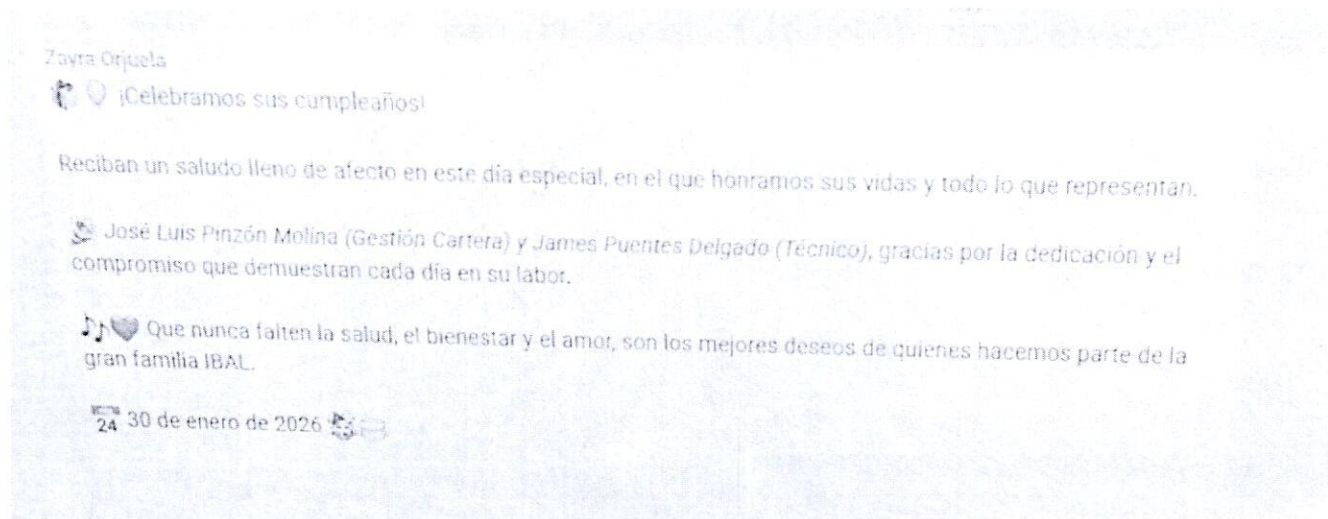 Zayra Orjuela
¡Celebramos sus cumpleaños!
Reciban un saludo lleno de afecto en este día especial, en el que honramos sus vidas y todo lo que representan.
José Luis Pinzón Molina (Gestión Cartera) y James Puentes Delgado (Técnico), gracias por la dedicación y el
compromiso que demuestran cada día en su labor.
Que nunca falten la salud, el bienestar y el amor, son los mejores deseos de quienes hacemos parte de la
gran familia IBAL.
24 30 de enero de 2026